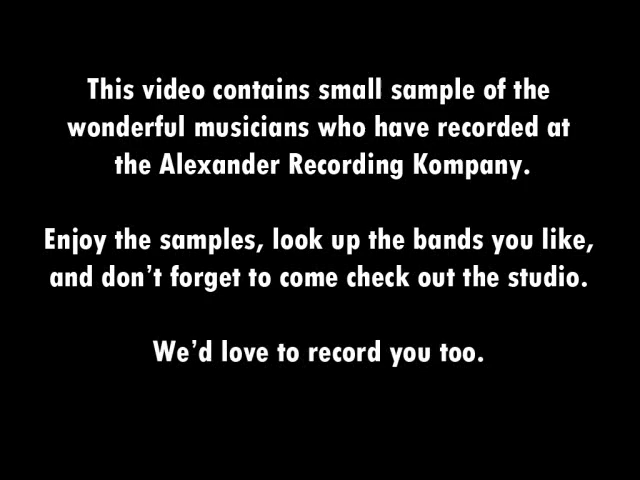 This video contains small sample of the
wonderful musicians who have recorded at
the Alexander Recording Kompany.
Enjoy the samples, look up the bands you like,
and don’t forget to come check out the studio.
We’d love to record you too.